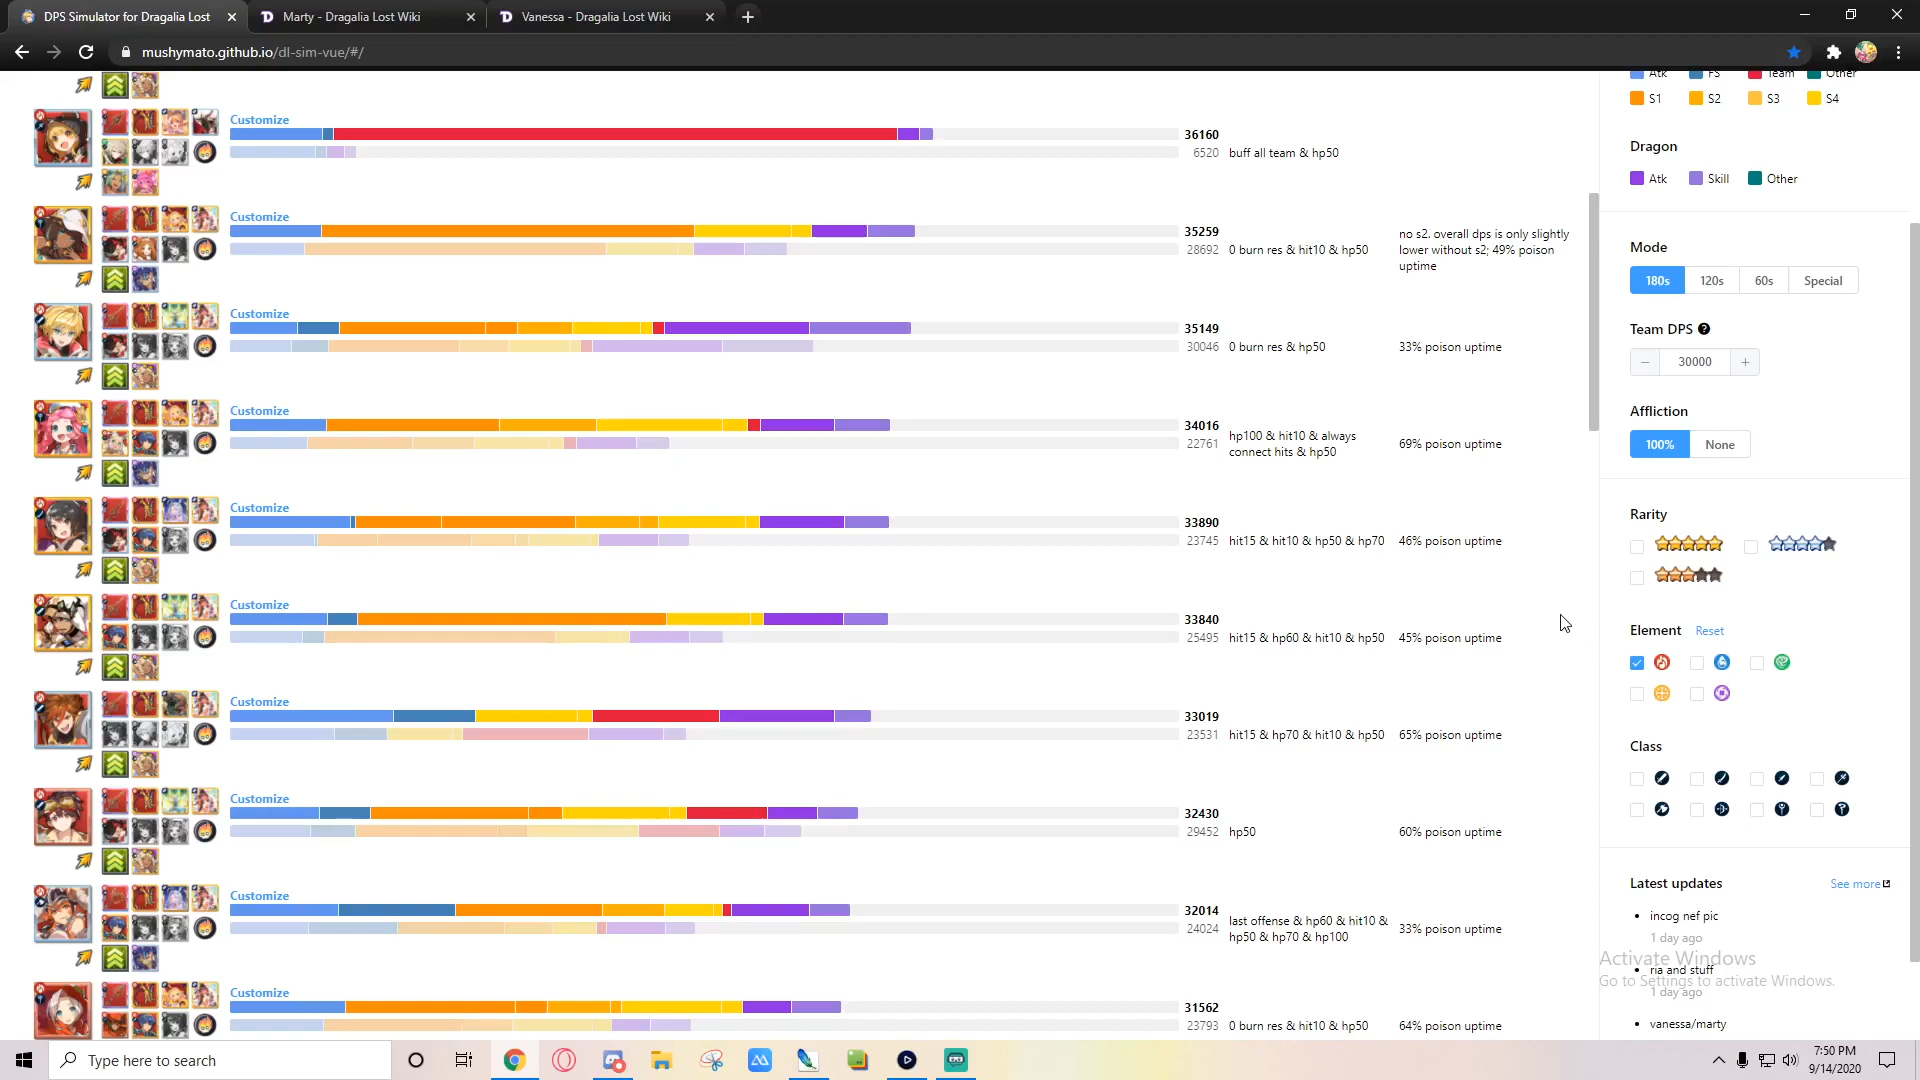 DPS Simulator for Dragalia Lost
Marty - Dragalia Lost Wiki
Vanessa - Dragalia Lost Wiki
mushymato.github.io/dl-sim-vue/#/
Atk FS Team Other
S1 S2 S3 S4
Dragon
Atk Skill Other
Mode
180s 120s 60s Special
Team DPS ?
− 30000 +
Affliction
100% None
Rarity
Element Reset
Class
Latest updates See more
incog nef pic
1 day ago
ria and stuff
1 day ago
vanessa/marty
Activate Windows
Go to Settings to activate Windows.
Customize
36160
6520 buff all team & hp50
Customize
35259
28692 0 burn res & hit10 & hp50
no s2. overall dps is only slightly
lower without s2; 49% poison
uptime
Customize
35149
30046 0 burn res & hp50 33% poison uptime
Customize
34016
22761 hp100 & hit10 & always
connect hits & hp50
69% poison uptime
Customize
33890
23745 hit15 & hit10 & hp50 & hp70 46% poison uptime
Customize
33840
25495 hit15 & hp60 & hit10 & hp50 45% poison uptime
Customize
33019
23531 hit15 & hp70 & hit10 & hp50 65% poison uptime
Customize
32430
29452 hp50 60% poison uptime
Customize
32014
24024 last offense & hp60 & hit10 &
hp50 & hp70 & hp100
33% poison uptime
Customize
31562
23793 0 burn res & hit10 & hp50 64% poison uptime
Type here to search
7:50 PM
9/14/2020